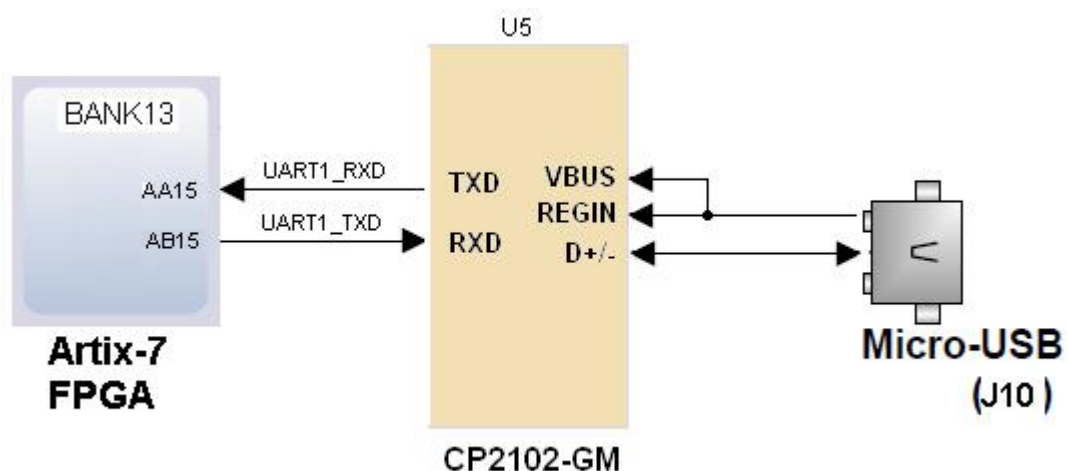 U5
BANK13
AA15
AB15
UART1_RXD
UART1_TXD
TXD
RXD
VBUS
REGIN
D+/-
Artix-7
FPGA
CP2102-GM
Micro-USB
(J10 )